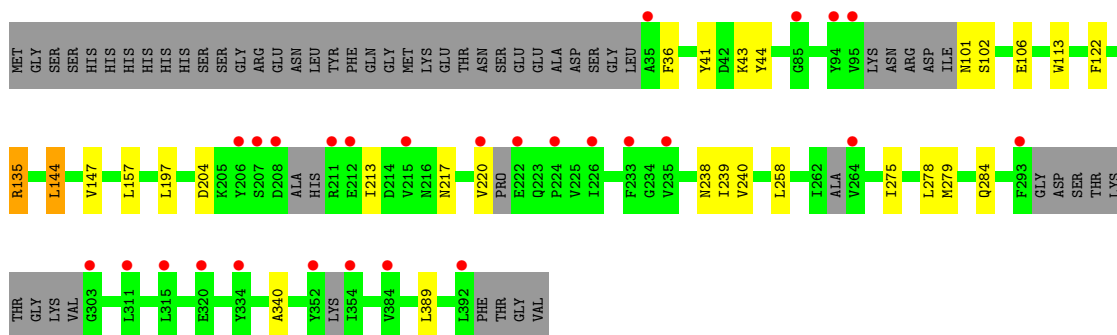 MET GLY SER SER HIS HIS HIS HIS HIS HIS SER SER GLY ARG GLU ASN LEU TYR PHE GLN GLY MET LYS GLU THR ASN SER GLU GLU ALA ASP SER GLY LEU A35 F36 Y41 D42 K43 Y44 G85 Y94 V95 LYS ASN ARG ASP ILE N101 S102 E106 W113 F122
R135 L144 V147 L157 L197 D204 K205 Y206 S207 D208 ALA HIS R211 E212 I213 D214 V215 N216 N217 V220 PRO E222 Q223 P224 V225 I226 F233 G234 V235 N238 I239 V240 L258 I262 ALA V264 I275 L278 M279 Q284 F293 GLY ASP SER THR LYS
THR GLY LYS VAL G303 L311 L315 E320 Y334 A340 Y352 LYS I354 V384 L389 L392 PHE THR GLY VAL